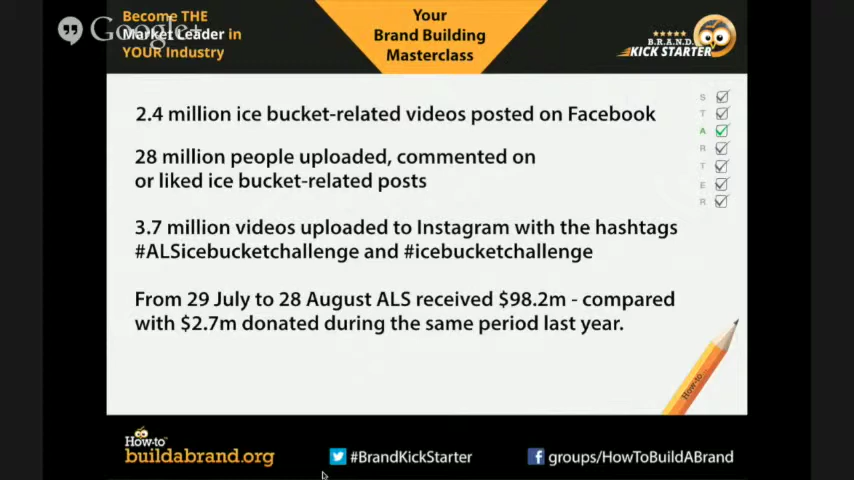 Become THE
Market Leader in
YOUR Industry
Google+
Your
Brand Building
Masterclass
B.R.A.N.D.
KICK STARTER
2.4 million ice bucket-related videos posted on Facebook
28 million people uploaded, commented on
or liked ice bucket-related posts
3.7 million videos uploaded to Instagram with the hashtags
#ALSicebucketchallenge and #icebucketchallenge
From 29 July to 28 August ALS received $98.2m - compared
with $2.7m donated during the same period last year.
S
T
A
R
T
E
R
How-to
How-to
buildabrand.org
#BrandKickStarter
groups/HowToBuildABrand